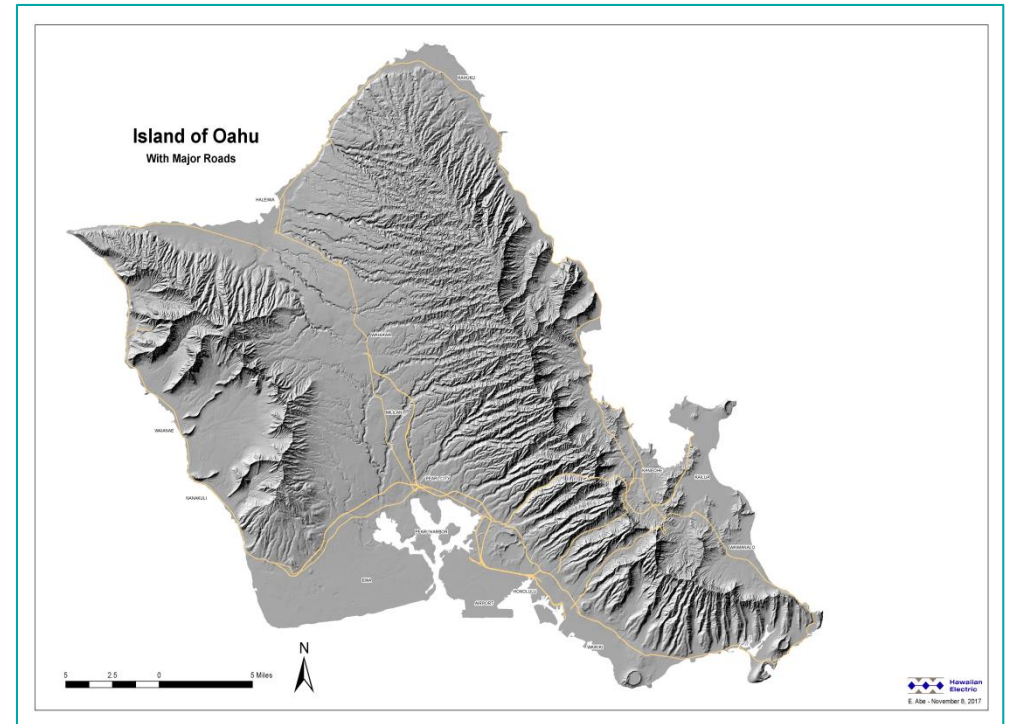 KAHUKU
Island of Oahu
With Major Roads
HALEIWA
WAHIAWA
MILILANI
WAIANAE
KANEOHE
KAILUA
PEARL CITY
NANAKULI
PEARL HARBOR
WAIMANALO
EWA
HONOLULU
AIRPORT
WAIKIKI
N
5 2.5 0 5 Miles
Hawaiian
Electric
E. Abe - November 8, 2017